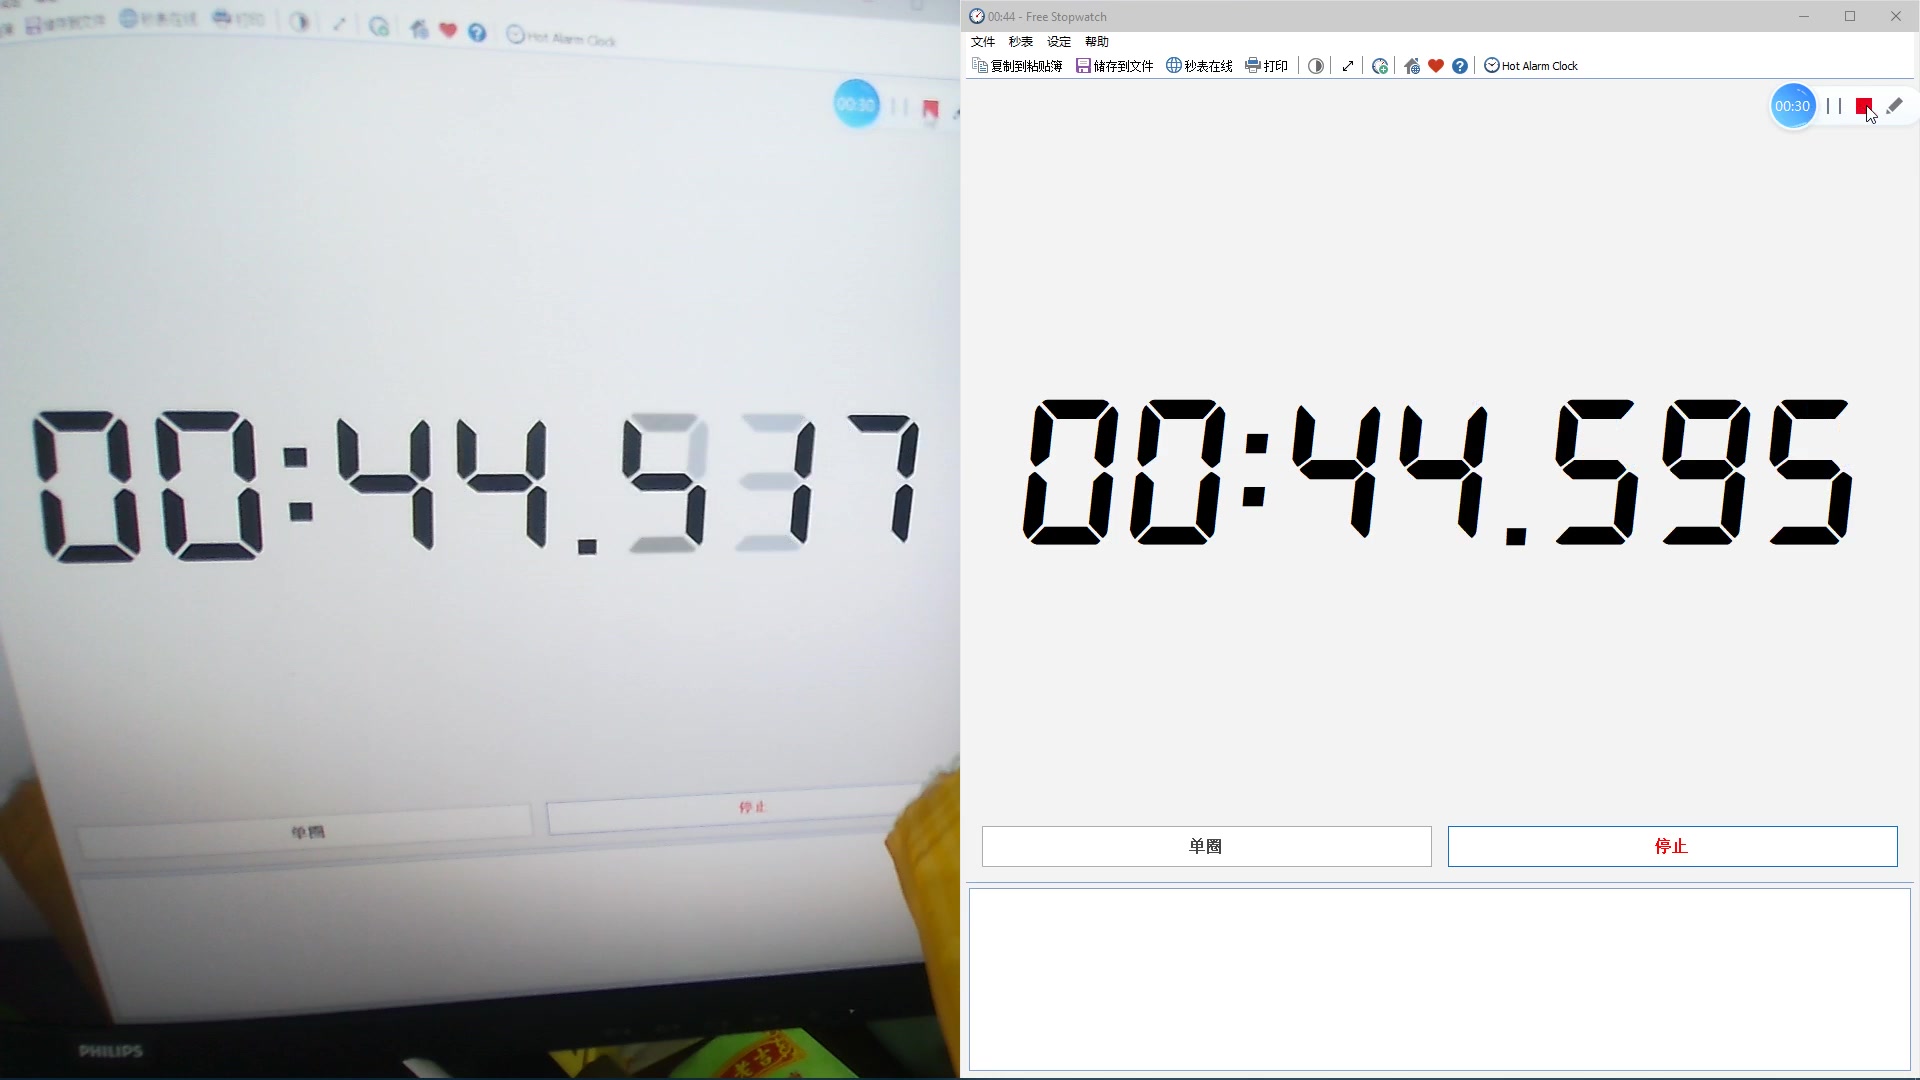 储存到文件 秒表在线 打印 Hot Alarm Clock
00:30
单圈
停止
PHILIPS
00:44 - Free Stopwatch
文件 秒表 设定 帮助
复制到粘贴簿 储存到文件 秒表在线 打印 Hot Alarm Clock
00:30
00:44.595
单圈
停止